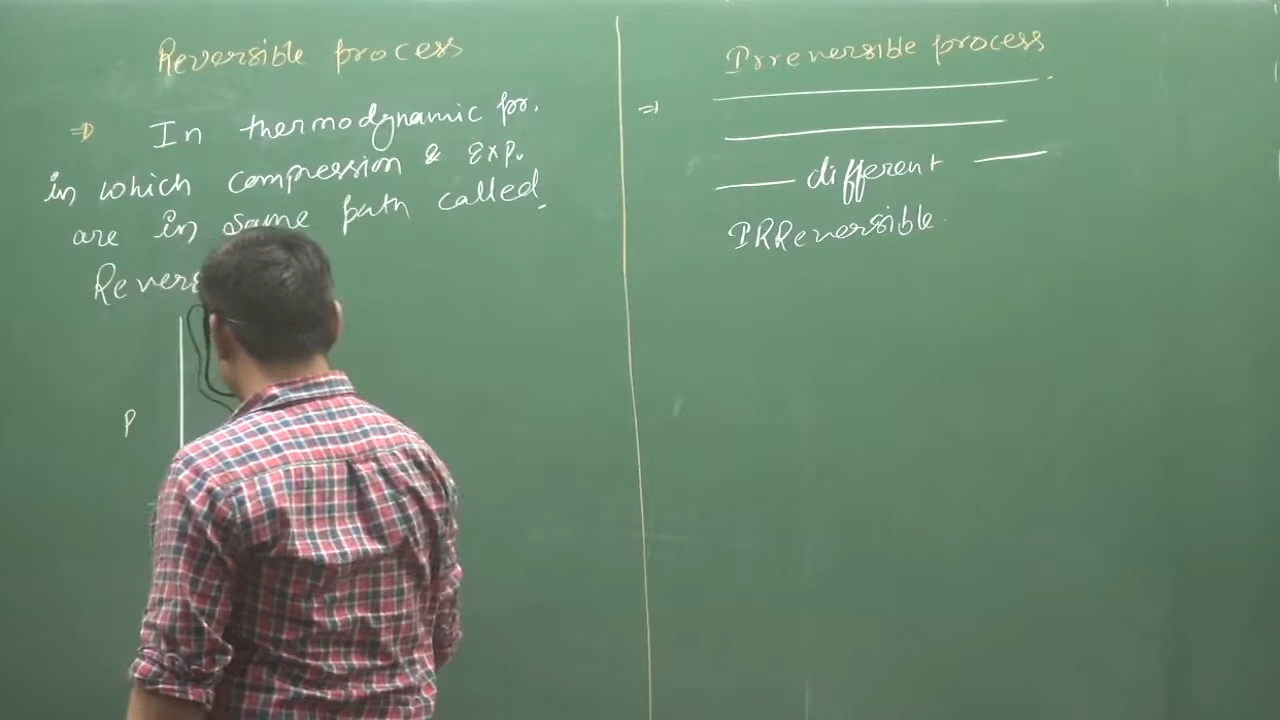 Reversible process
⇒ In thermodynamic pro.
in which compression & Exp.
are in same path called
Revers
P
Irreversible process
⇒
different
IRReversible.